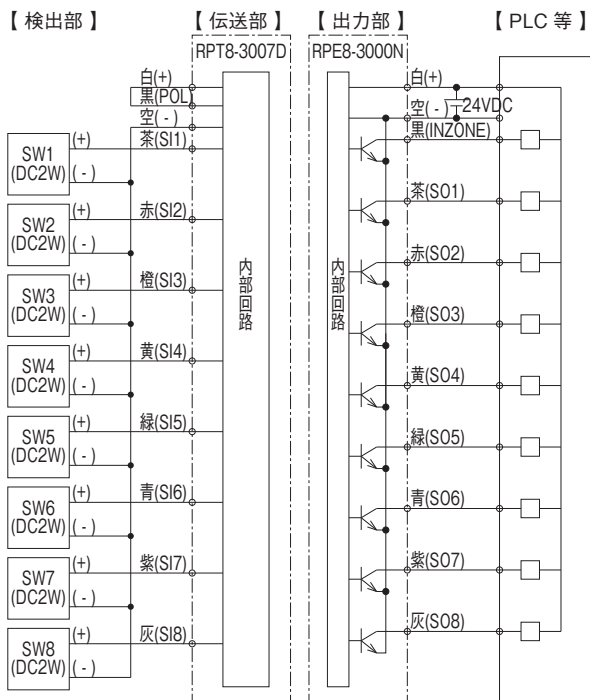 【 検出部 】
【 伝送部 】
【 出力部 】
【 PLC 等 】
RPT8-3007D
RPE8-3000N
白(+)
黒(POL)
空( - )
茶(SI1)
赤(SI2)
橙(SI3)
黄(SI4)
緑(SI5)
青(SI6)
紫(SI7)
灰(SI8)
SW1
(DC2W)
(+)
( - )
SW2
(DC2W)
(+)
( - )
SW3
(DC2W)
(+)
( - )
SW4
(DC2W)
(+)
( - )
SW5
(DC2W)
(+)
( - )
SW6
(DC2W)
(+)
( - )
SW7
(DC2W)
(+)
( - )
SW8
(DC2W)
(+)
( - )
内部回路
内部回路
白(+)
空( - )
24VDC
黒(INZONE)
茶(SO1)
赤(SO2)
橙(SO3)
黄(SO4)
緑(SO5)
青(SO6)
紫(SO7)
灰(SO8)